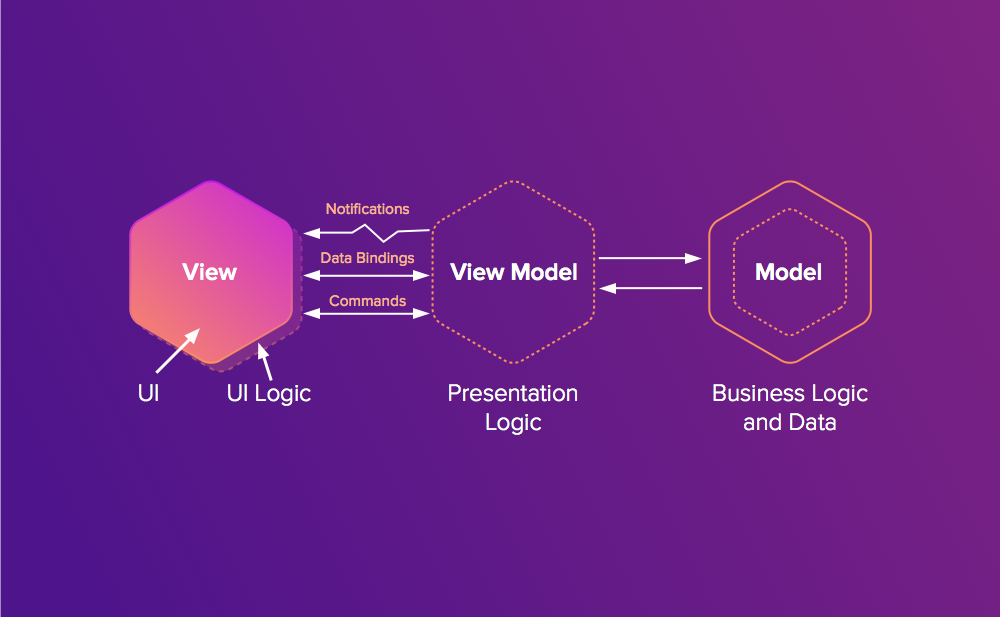 Notifications
Data Bindings
Commands
View
View Model
Model
UI
UI Logic
Presentation
Logic
Business Logic
and Data